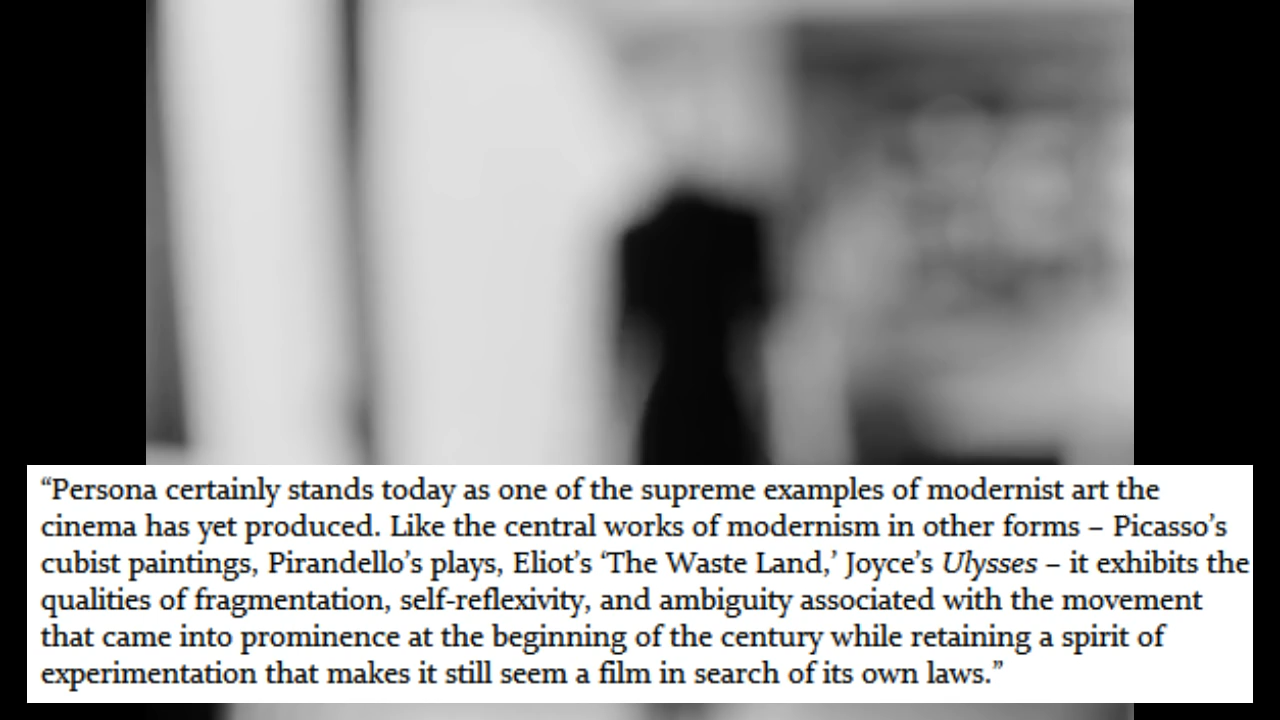 “Persona certainly stands today as one of the supreme examples of modernist art the
cinema has yet produced. Like the central works of modernism in other forms – Picasso’s
cubist paintings, Pirandello’s plays, Eliot’s ‘The Waste Land,’ Joyce’s Ulysses – it exhibits the
qualities of fragmentation, self-reflexivity, and ambiguity associated with the movement
that came into prominence at the beginning of the century while retaining a spirit of
experimentation that makes it still seem a film in search of its own laws.”